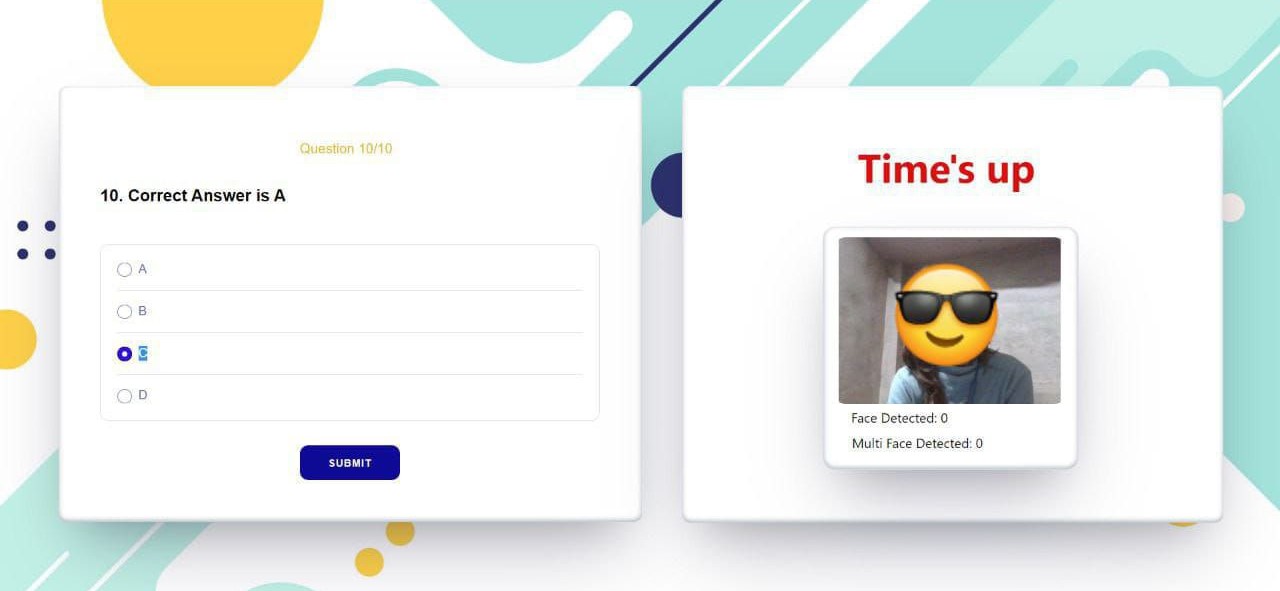 Question 10/10
10. Correct Answer is A
A
B
C
D
SUBMIT
Time's up
Face Detected: 0
Multi Face Detected: 0